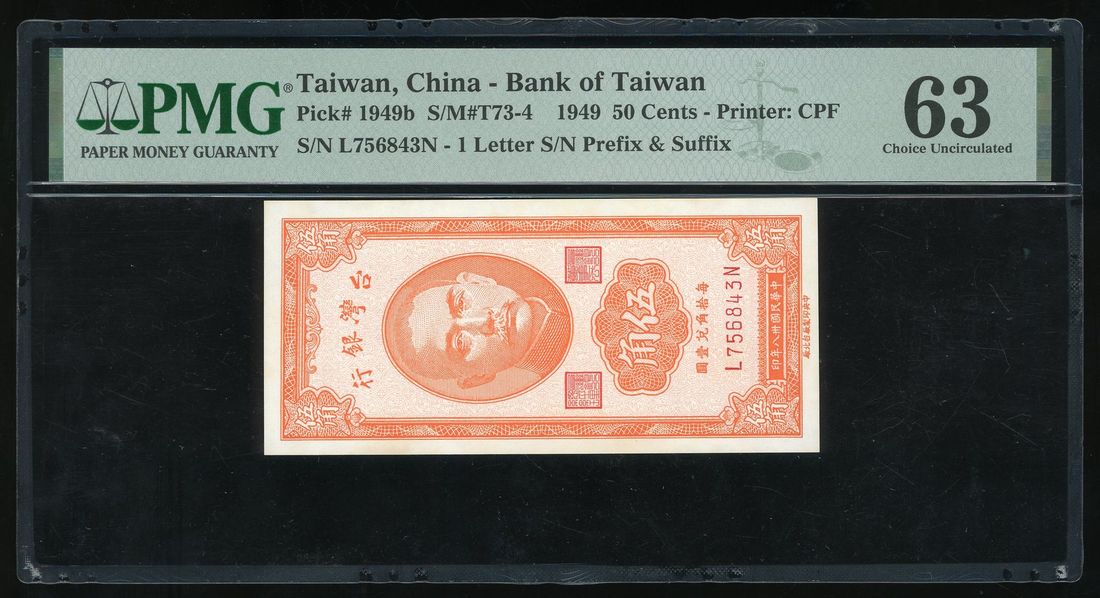 PMG®
PAPER MONEY GUARANTY
Taiwan, China - Bank of Taiwan
Pick# 1949b S/M#T73-4 1949 50 Cents - Printer: CPF
S/N L756843N - 1 Letter S/N Prefix & Suffix
63
Choice Uncirculated
伍角
伍角
台灣銀行
伍角
每拾角兌壹圓
L756843N
中華民國卅八年印
伍角
伍角